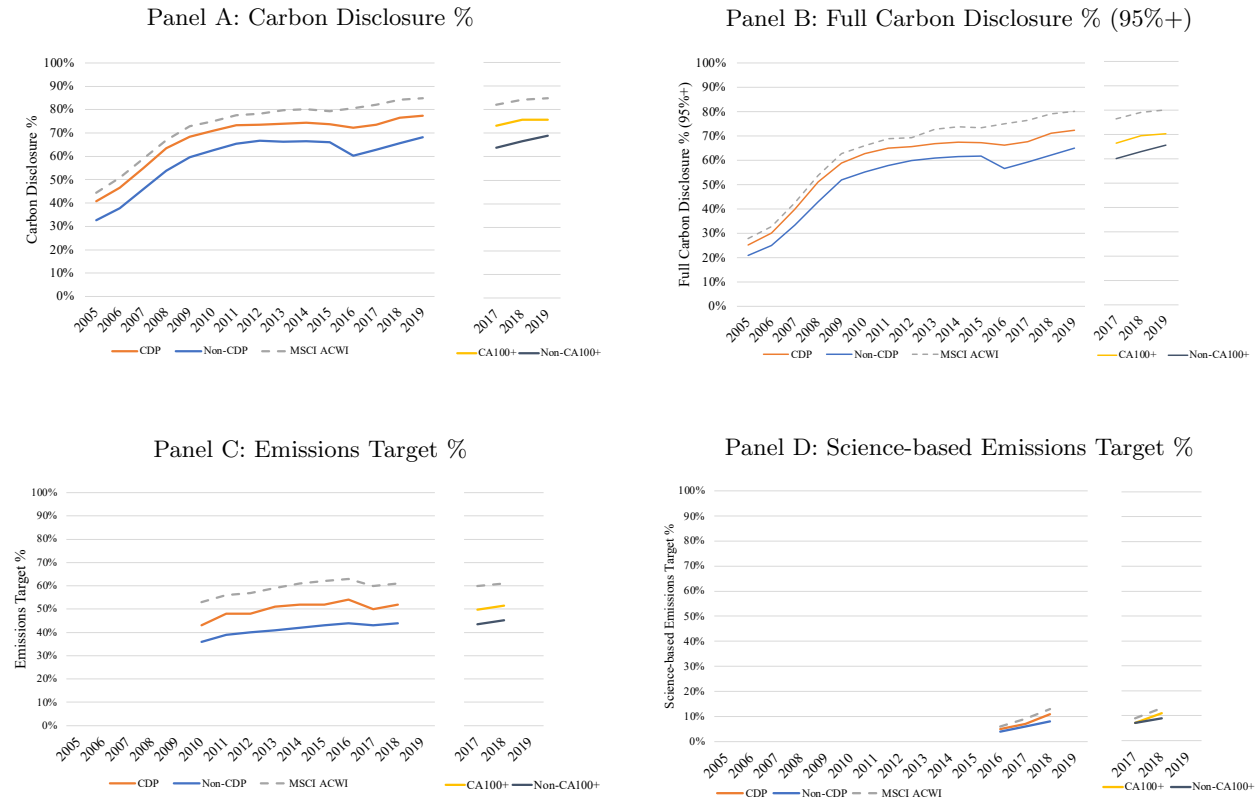 Panel A: Carbon Disclosure %
Carbon Disclosure %
100%
90%
80%
70%
60%
50%
40%
30%
20%
10%
0%
2005 2006 2007 2008 2009 2010 2011 2012 2013 2014 2015 2016 2017 2018 2019
2017 2018 2019
CDP Non-CDP MSCI ACWI
CA100+ Non-CA100+
Panel B: Full Carbon Disclosure % (95%+)
Full Carbon Disclosure % (95%+)
100%
90%
80%
70%
60%
50%
40%
30%
20%
10%
0%
2005 2006 2007 2008 2009 2010 2011 2012 2013 2014 2015 2016 2017 2018 2019
2017 2018 2019
CDP Non-CDP MSCI ACWI
CA100+ Non-CA100+
Panel C: Emissions Target %
Emissions Target %
100%
90%
80%
70%
60%
50%
40%
30%
20%
10%
0%
2005 2006 2007 2008 2009 2010 2011 2012 2013 2014 2015 2016 2017 2018 2019
2017 2018 2019
CDP Non-CDP MSCI ACWI
CA100+ Non-CA100+
Panel D: Science-based Emissions Target %
Science-based Emissions Target %
100%
90%
80%
70%
60%
50%
40%
30%
20%
10%
0%
2005 2006 2007 2008 2009 2010 2011 2012 2013 2014 2015 2016 2017 2018 2019
2017 2018 2019
CDP Non-CDP MSCI ACWI
CA100+ Non-CA100+